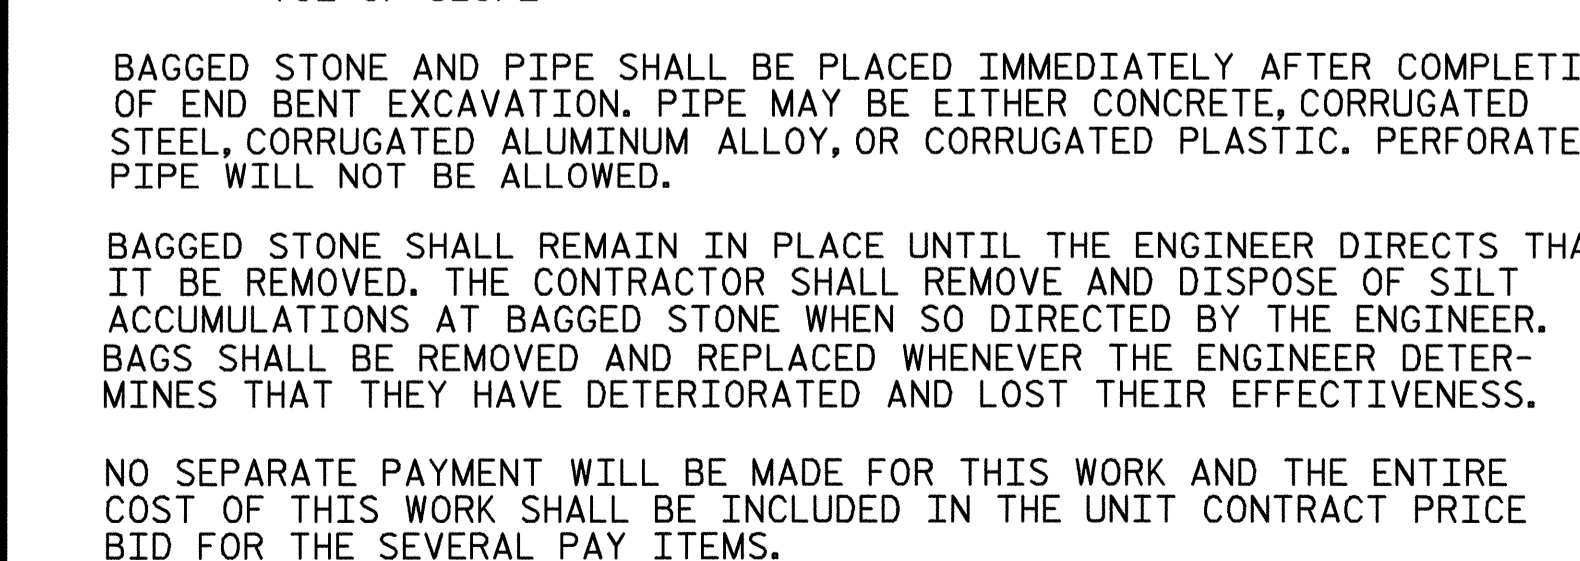 BAGGED STONE AND PIPE SHALL BE PLACED IMMEDIATELY AFTER COMPLETI
OF END BENT EXCAVATION. PIPE MAY BE EITHER CONCRETE, CORRUGATED
STEEL, CORRUGATED ALUMINUM ALLOY, OR CORRUGATED PLASTIC. PERFORATE
PIPE WILL NOT BE ALLOWED.
BAGGED STONE SHALL REMAIN IN PLACE UNTIL THE ENGINEER DIRECTS THA
IT BE REMOVED. THE CONTRACTOR SHALL REMOVE AND DISPOSE OF SILT
ACCUMULATIONS AT BAGGED STONE WHEN SO DIRECTED BY THE ENGINEER.
BAGS SHALL BE REMOVED AND REPLACED WHENEVER THE ENGINEER DETER-
MINES THAT THEY HAVE DETERIORATED AND LOST THEIR EFFECTIVENESS.
NO SEPARATE PAYMENT WILL BE MADE FOR THIS WORK AND THE ENTIRE
COST OF THIS WORK SHALL BE INCLUDED IN THE UNIT CONTRACT PRICE
BID FOR THE SEVERAL PAY ITEMS.